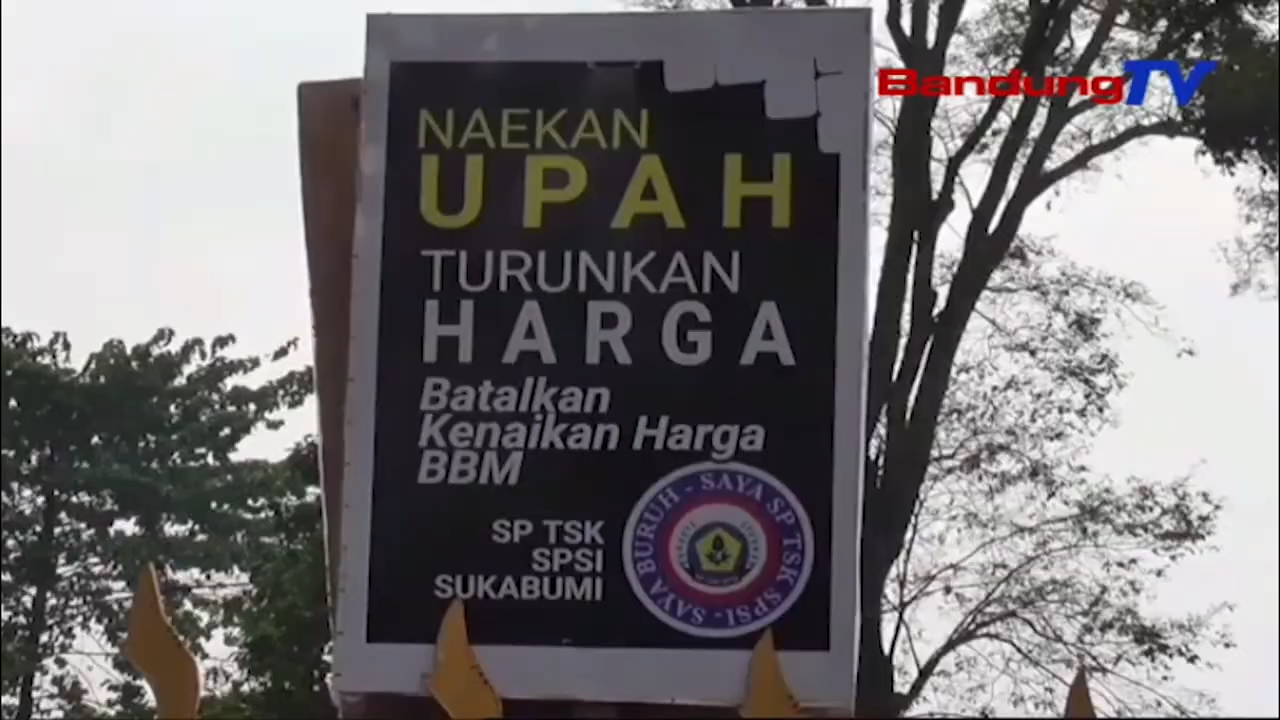 BandungTV
NAEKAN
UPAH
TURUNKAN
HARGA
Batalkan
Kenaikan Harga
BBM
SP TSK
SPSI
SUKABUMI
SAYA BURUH - SAYA SP TSK SPSI -